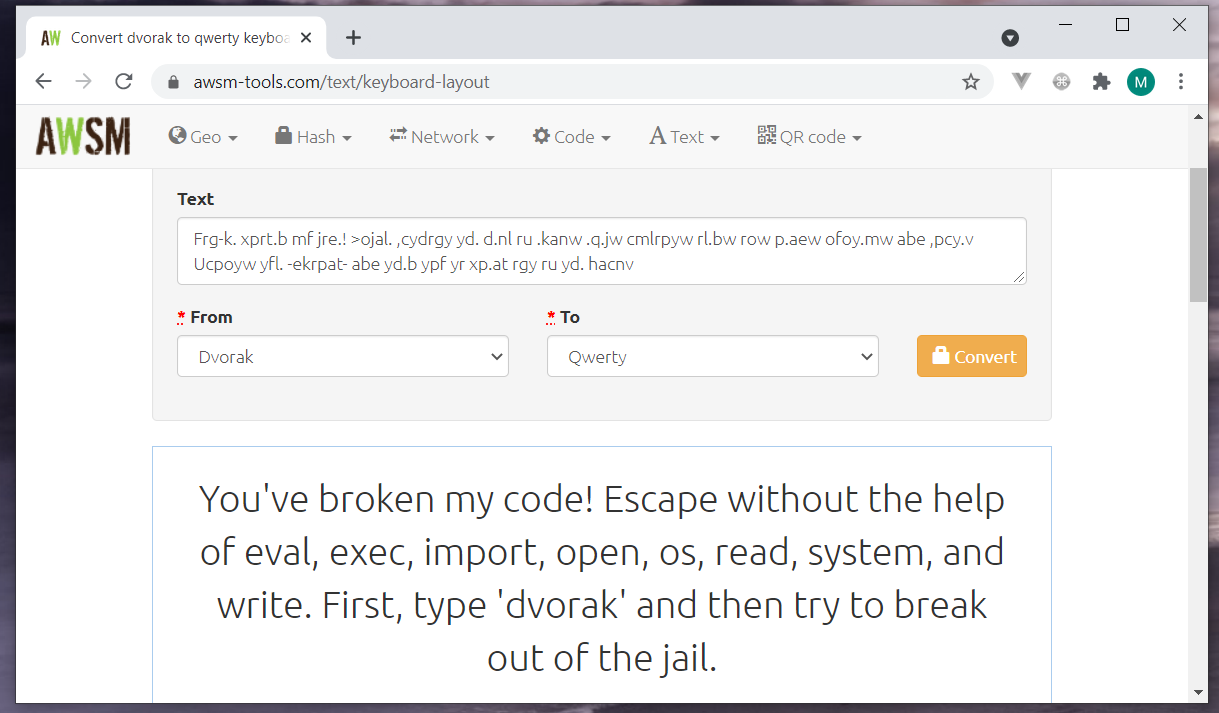 AW Convert dvorak to qwerty keyboa
awsm-tools.com/text/keyboard-layout
M
AWSM Geo Hash Network Code Text QR code
Text
Frg-k. xprt.b mf jre.! >ojal. ,cydrgy yd. d.nl ru .kanw .q.jw cmlrpyw rl.bw row p.aew ofoy.mw abe ,pcy.v
Ucpoyw yfl. -ekrpat- abe yd.b ypf yr xp.at rgy ru yd. hacnv
* From * To
Dvorak Qwerty Convert
You've broken my code! Escape without the help
of eval, exec, import, open, os, read, system, and
write. First, type 'dvorak' and then try to break
out of the jail.